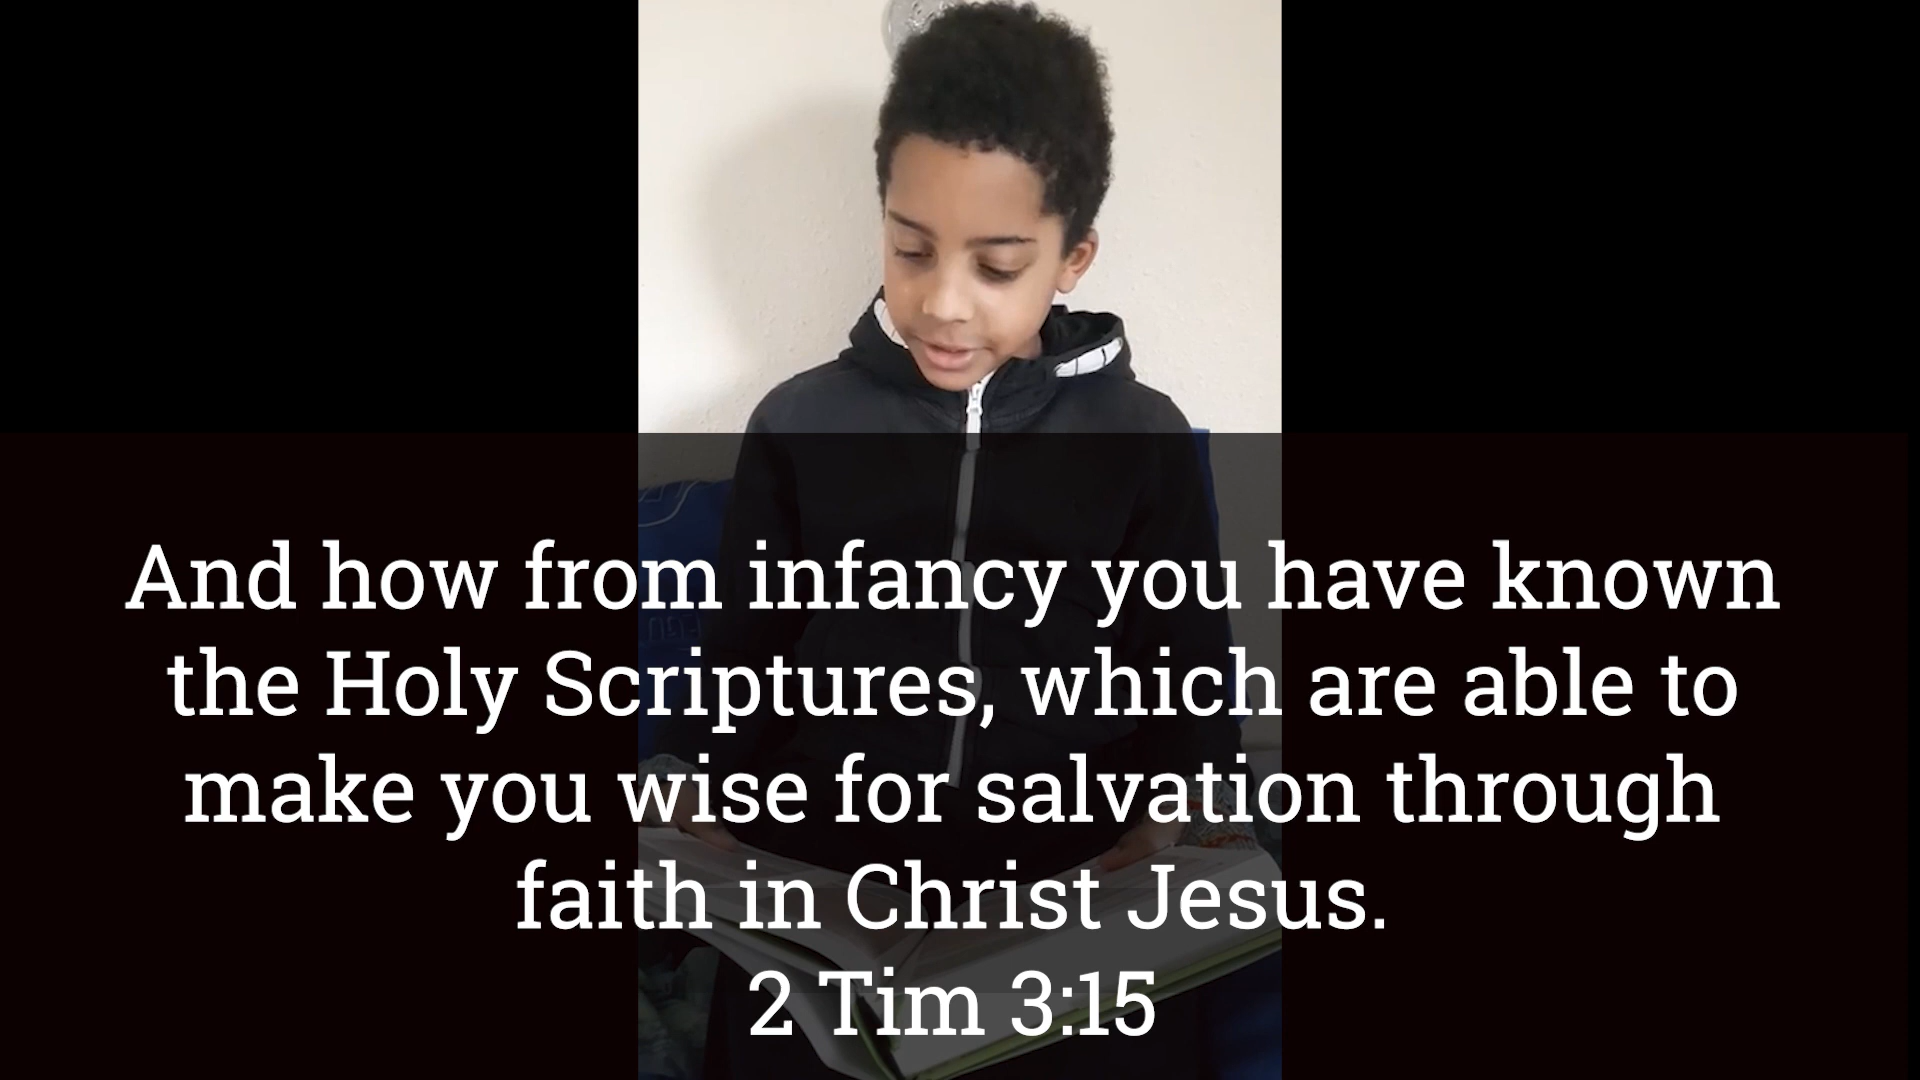 And how from infancy you have known
the Holy Scriptures, which are able to
make you wise for salvation through
faith in Christ Jesus.
2 Tim 3:15